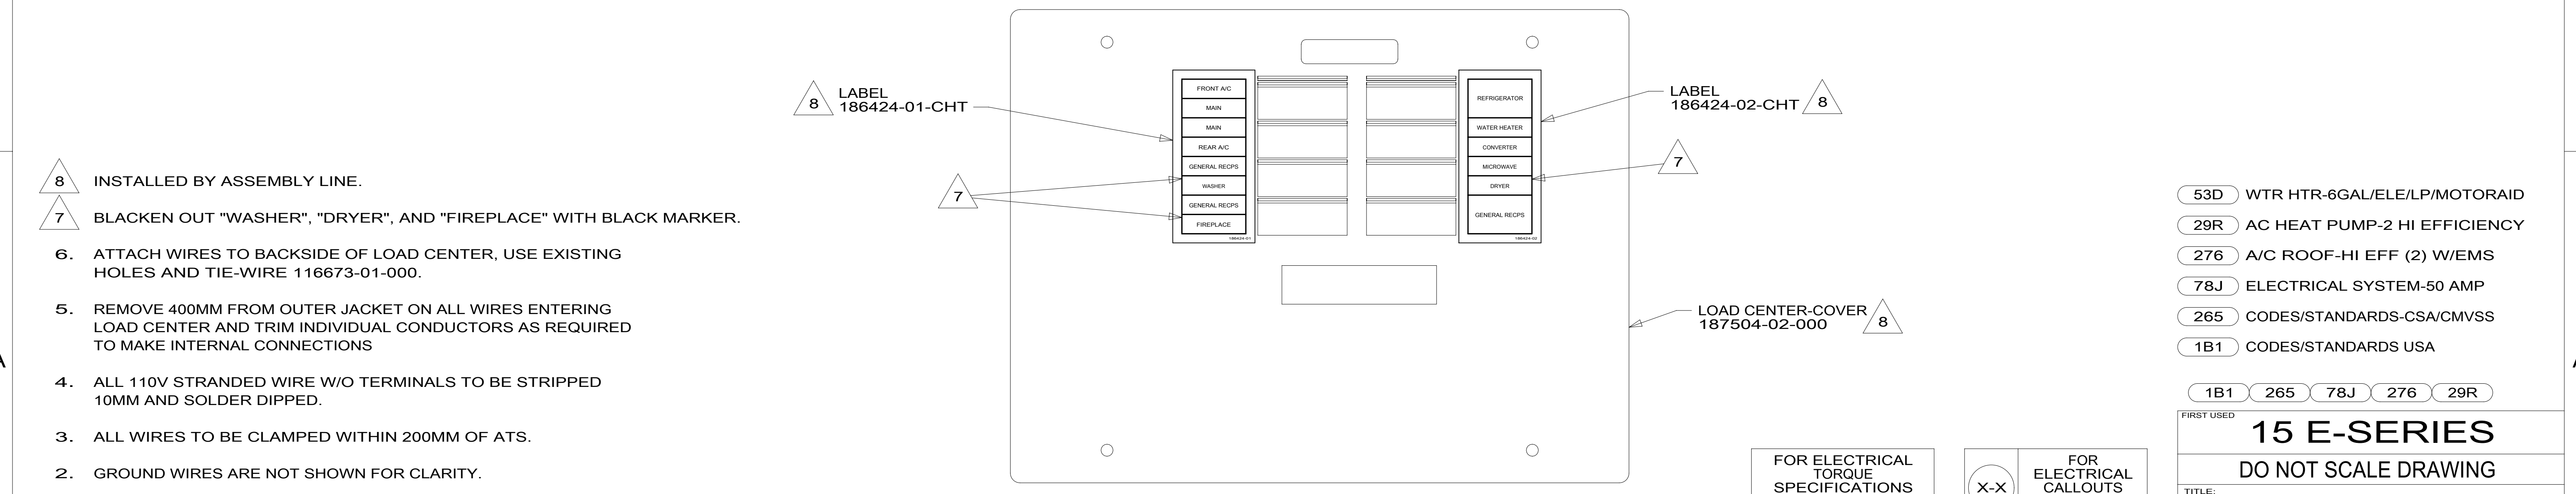 8 INSTALLED BY ASSEMBLY LINE.
7 BLACKEN OUT "WASHER", "DRYER", AND "FIREPLACE" WITH BLACK MARKER.
6. ATTACH WIRES TO BACKSIDE OF LOAD CENTER, USE EXISTING
HOLES AND TIE-WIRE 116673-01-000.
5. REMOVE 400MM FROM OUTER JACKET ON ALL WIRES ENTERING
LOAD CENTER AND TRIM INDIVIDUAL CONDUCTORS AS REQUIRED
TO MAKE INTERNAL CONNECTIONS
4. ALL 110V STRANDED WIRE W/O TERMINALS TO BE STRIPPED
10MM AND SOLDER DIPPED.
3. ALL WIRES TO BE CLAMPED WITHIN 200MM OF ATS.
2. GROUND WIRES ARE NOT SHOWN FOR CLARITY.
8 LABEL
186424-01-CHT
7
FRONT A/C
MAIN
MAIN
REAR A/C
GENERAL RECPS
WASHER
GENERAL RECPS
FIREPLACE
186424-01
REFRIGERATOR
WATER HEATER
CONVERTER
MICROWAVE
DRYER
GENERAL RECPS
186424-02
LABEL
186424-02-CHT 8
7
LOAD CENTER-COVER
187504-02-000 8
FOR ELECTRICAL
TORQUE
SPECIFICATIONS
X-X
FOR
ELECTRICAL
CALLOUTS
53D WTR HTR-6GAL/ELE/LP/MOTORAID
29R AC HEAT PUMP-2 HI EFFICIENCY
276 A/C ROOF-HI EFF (2) W/EMS
78J ELECTRICAL SYSTEM-50 AMP
265 CODES/STANDARDS-CSA/CMVSS
1B1 CODES/STANDARDS USA
1B1 265 78J 276 29R
FIRST USED
15 E-SERIES
DO NOT SCALE DRAWING
TITLE: